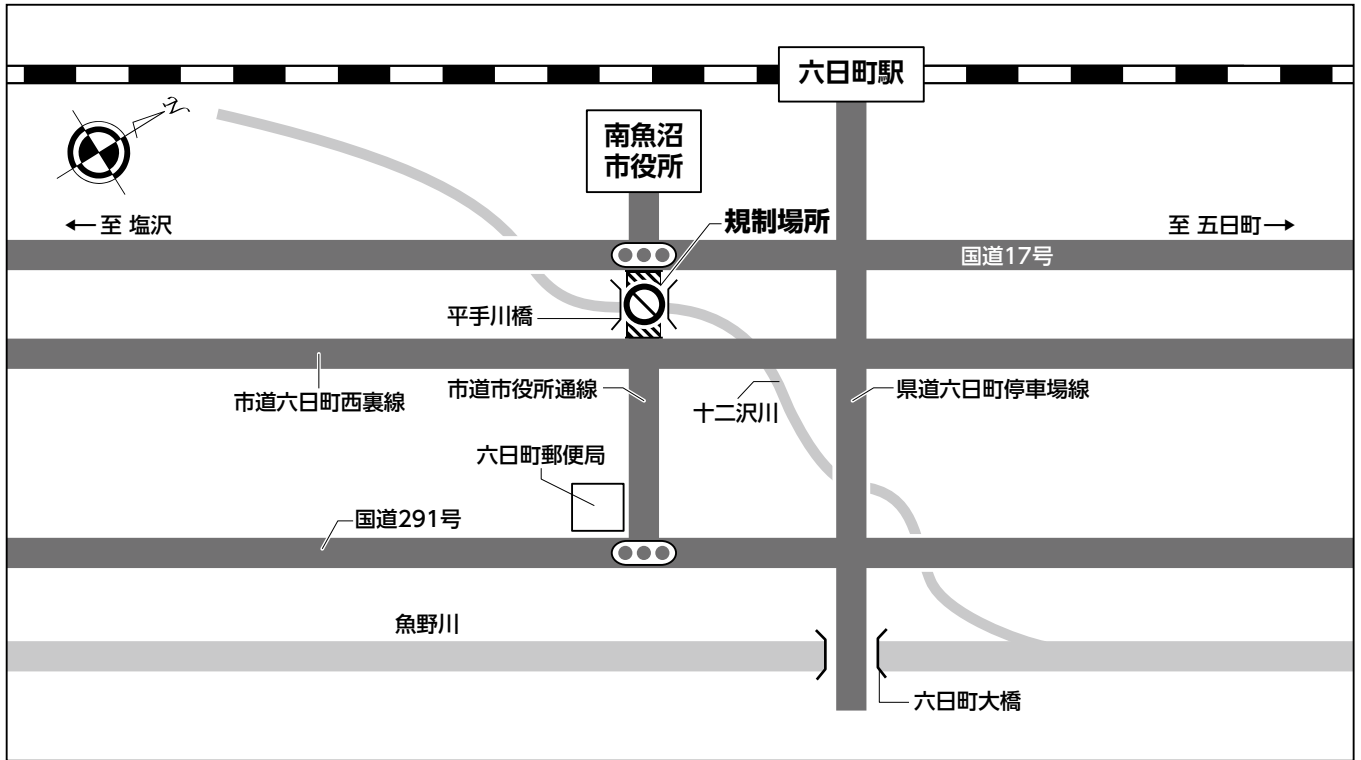 六日町駅
N
南魚沼
市役所
←至 塩沢
規制場所
至 五日町→
国道17号
平手川橋
市道六日町西裏線
市道市役所通線
十二沢川
県道六日町停車場線
六日町郵便局
国道291号
魚野川
六日町大橋